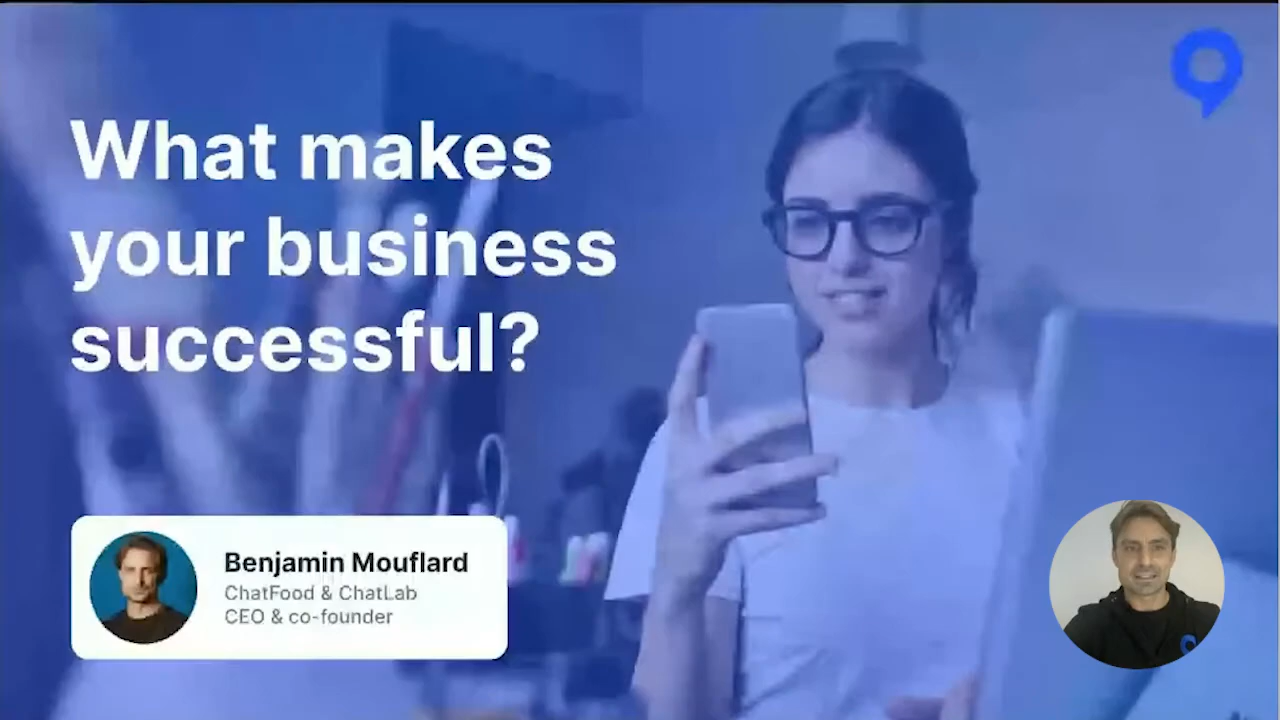 What makes
your business
successful?
Benjamin Mouflard
ChatFood & ChatLab
CEO & co-founder